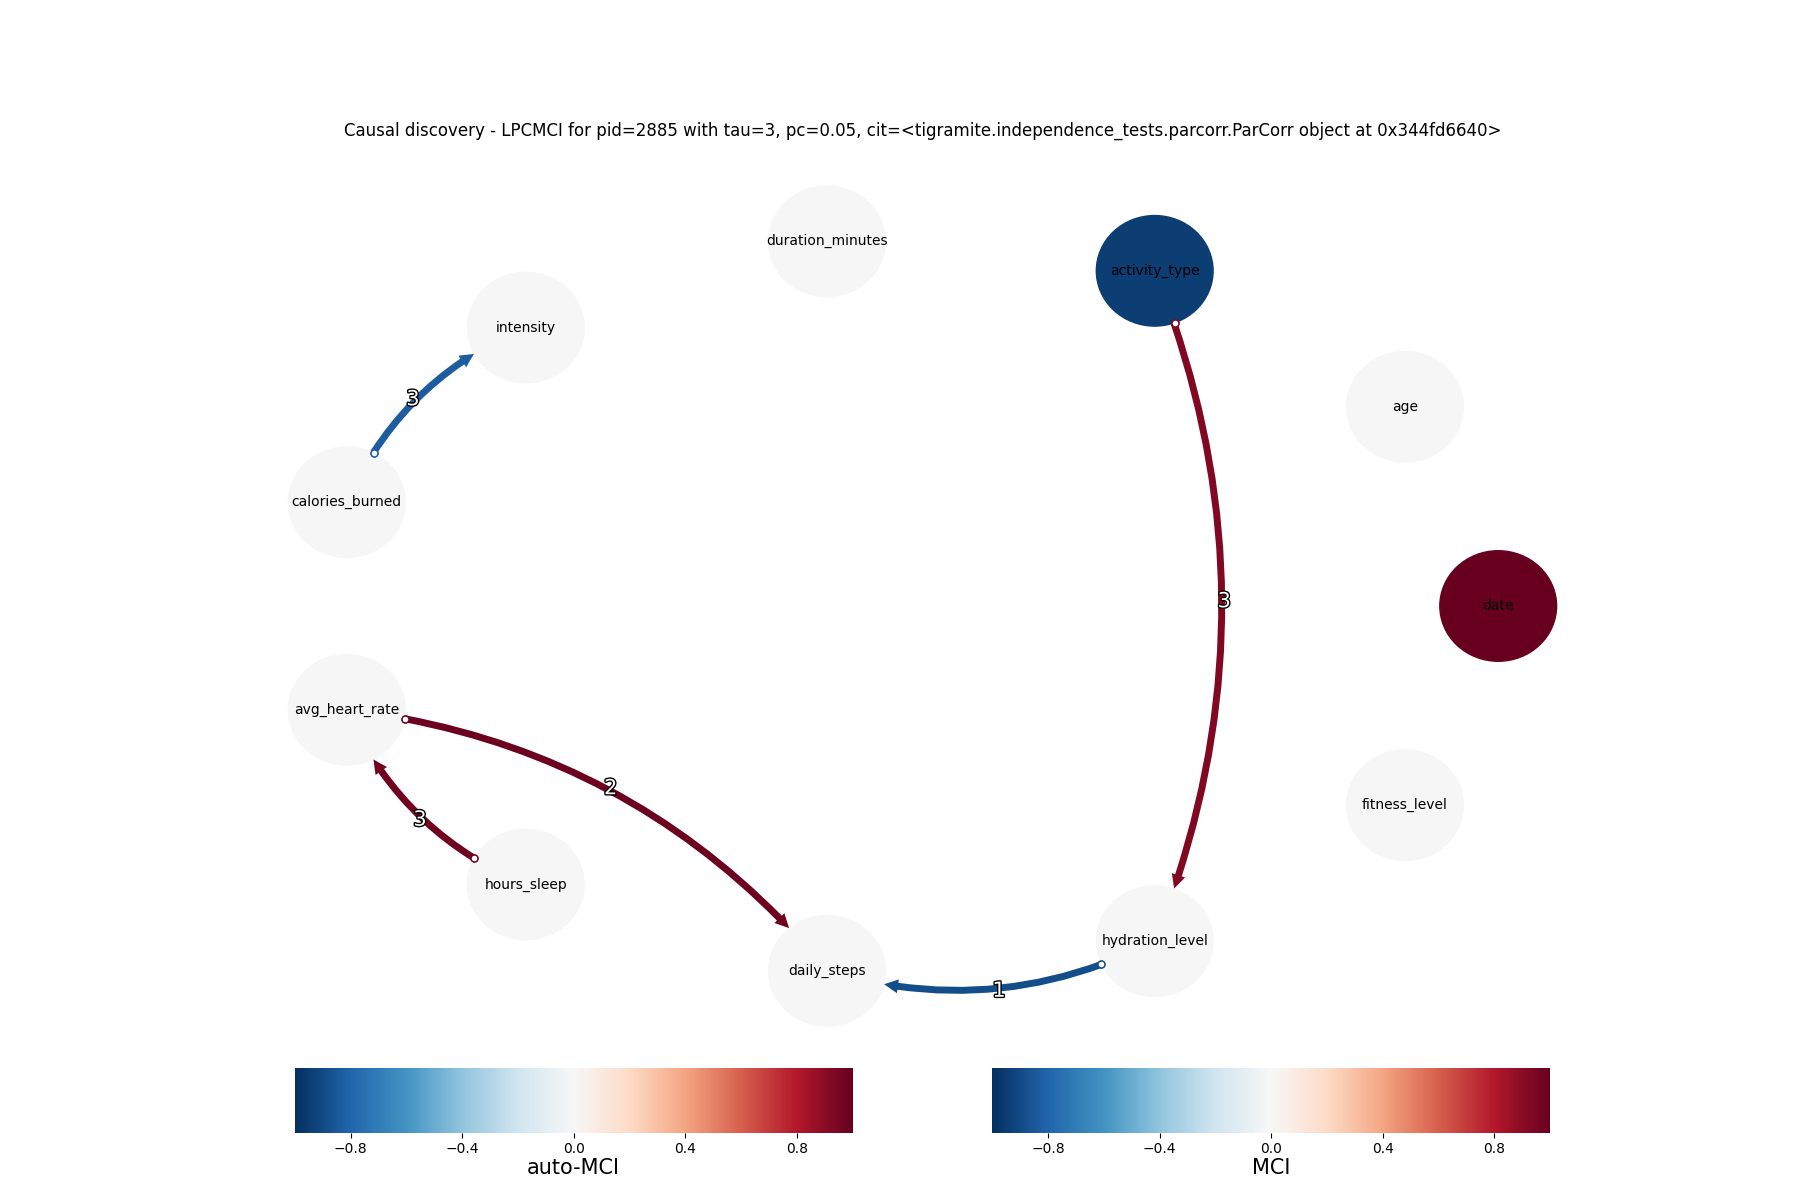 Causal discovery - LPCMCI for pid=2885 with tau=3, pc=0.05, cit=<tigramite.independence_tests.parcorr.ParCorr object at 0x344fd6640>
duration_minutes
activity_type
intensity
3
age
calories_burned
3
date
avg_heart_rate
2
3
fitness_level
hours_sleep
hydration_level
daily_steps
1
−0.8 −0.4 0.0 0.4 0.8
auto-MCI
−0.8 −0.4 0.0 0.4 0.8
MCI